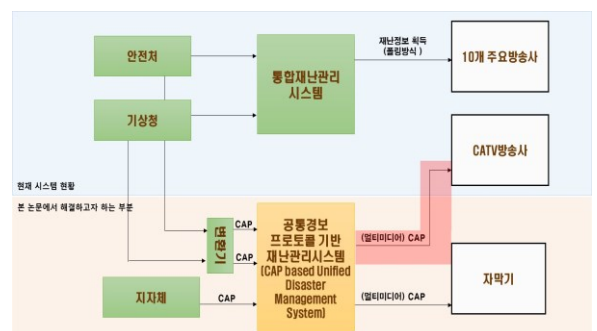 안전처
기상청
통합재난관리
시스템
재난정보 획득
(폴링방식 )
10개 주요방송사
CATV방송사
현재 시스템 현황
본 논문에서 해결하고자 하는 부분
변환기
CAP
CAP
공통경보
프로토콜 기반
재난관리시스템
(CAP based Unified
Disaster
Management
System)
(멀티미디어) CAP
지자체
CAP
(멀티미디어) CAP
자막기